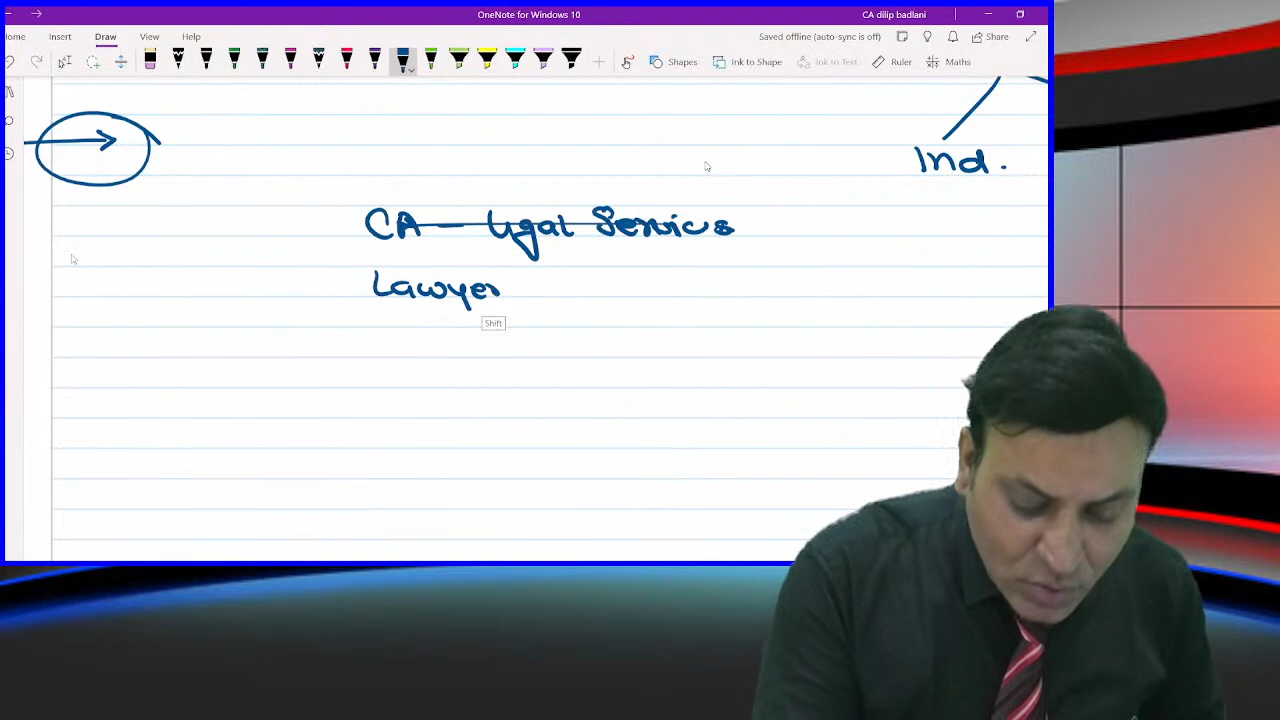 OneNote for Windows 10
CA dilip badlani
Insert Draw View Help
Saved offline (auto-sync is off)
Share
Shapes
Ink to Shape
Ink to Text
Ruler
Maths
Ind.
CA - Legal Services
Lawyer
Shift